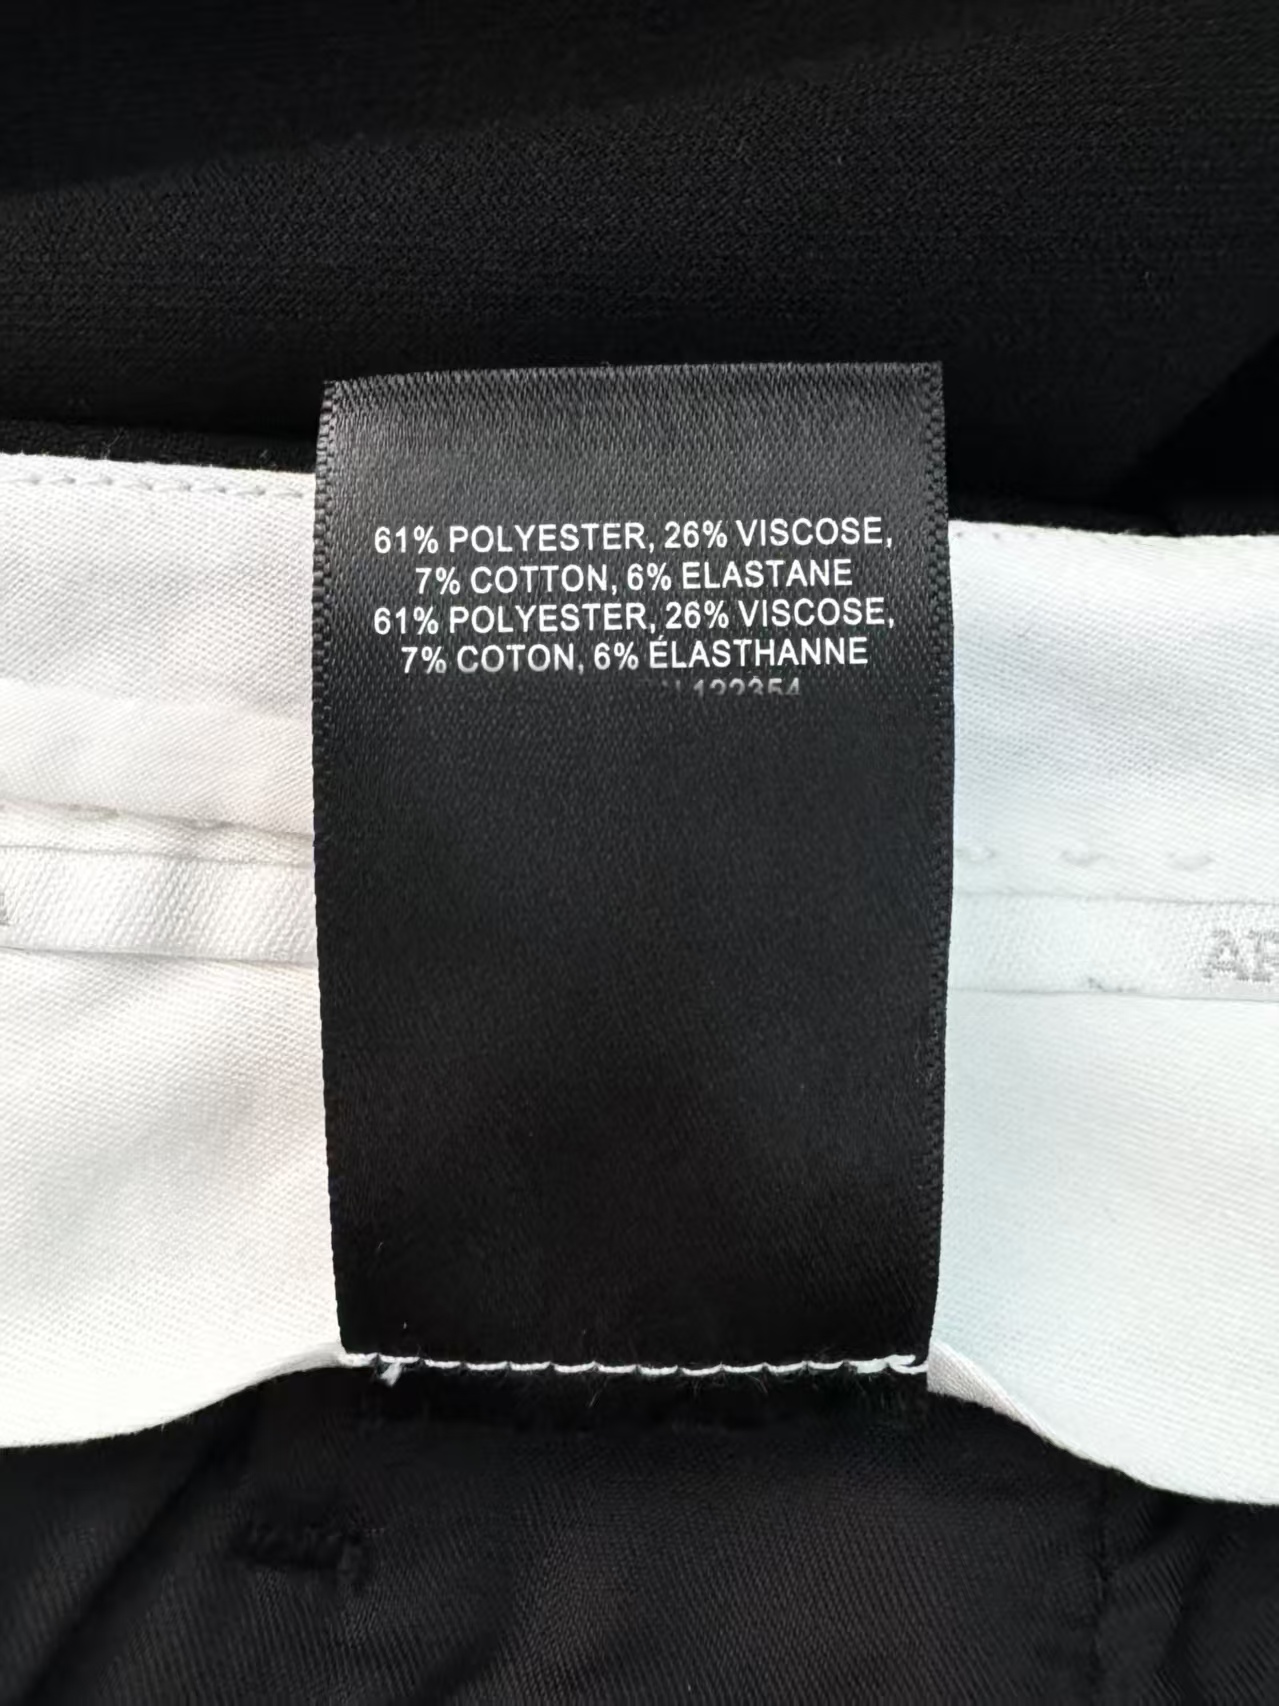 61% POLYESTER, 26% VISCOSE,
7% COTTON, 6% ELASTANE
61% POLYESTER, 26% VISCOSE,
7% COTON, 6% ÉLASTHANNE